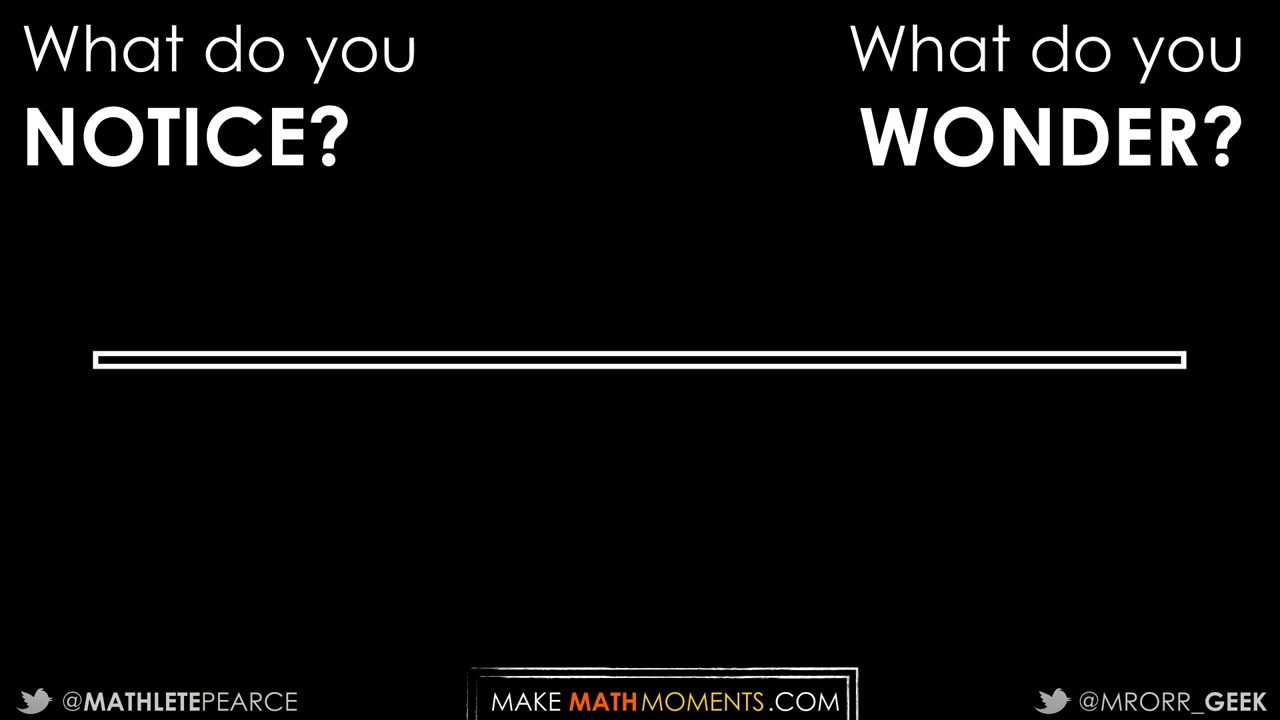 What do you
NOTICE?
What do you
WONDER?
@MATHLETEPEARCE
MAKE MATH MOMENTS.COM
@MRORR_GEEK